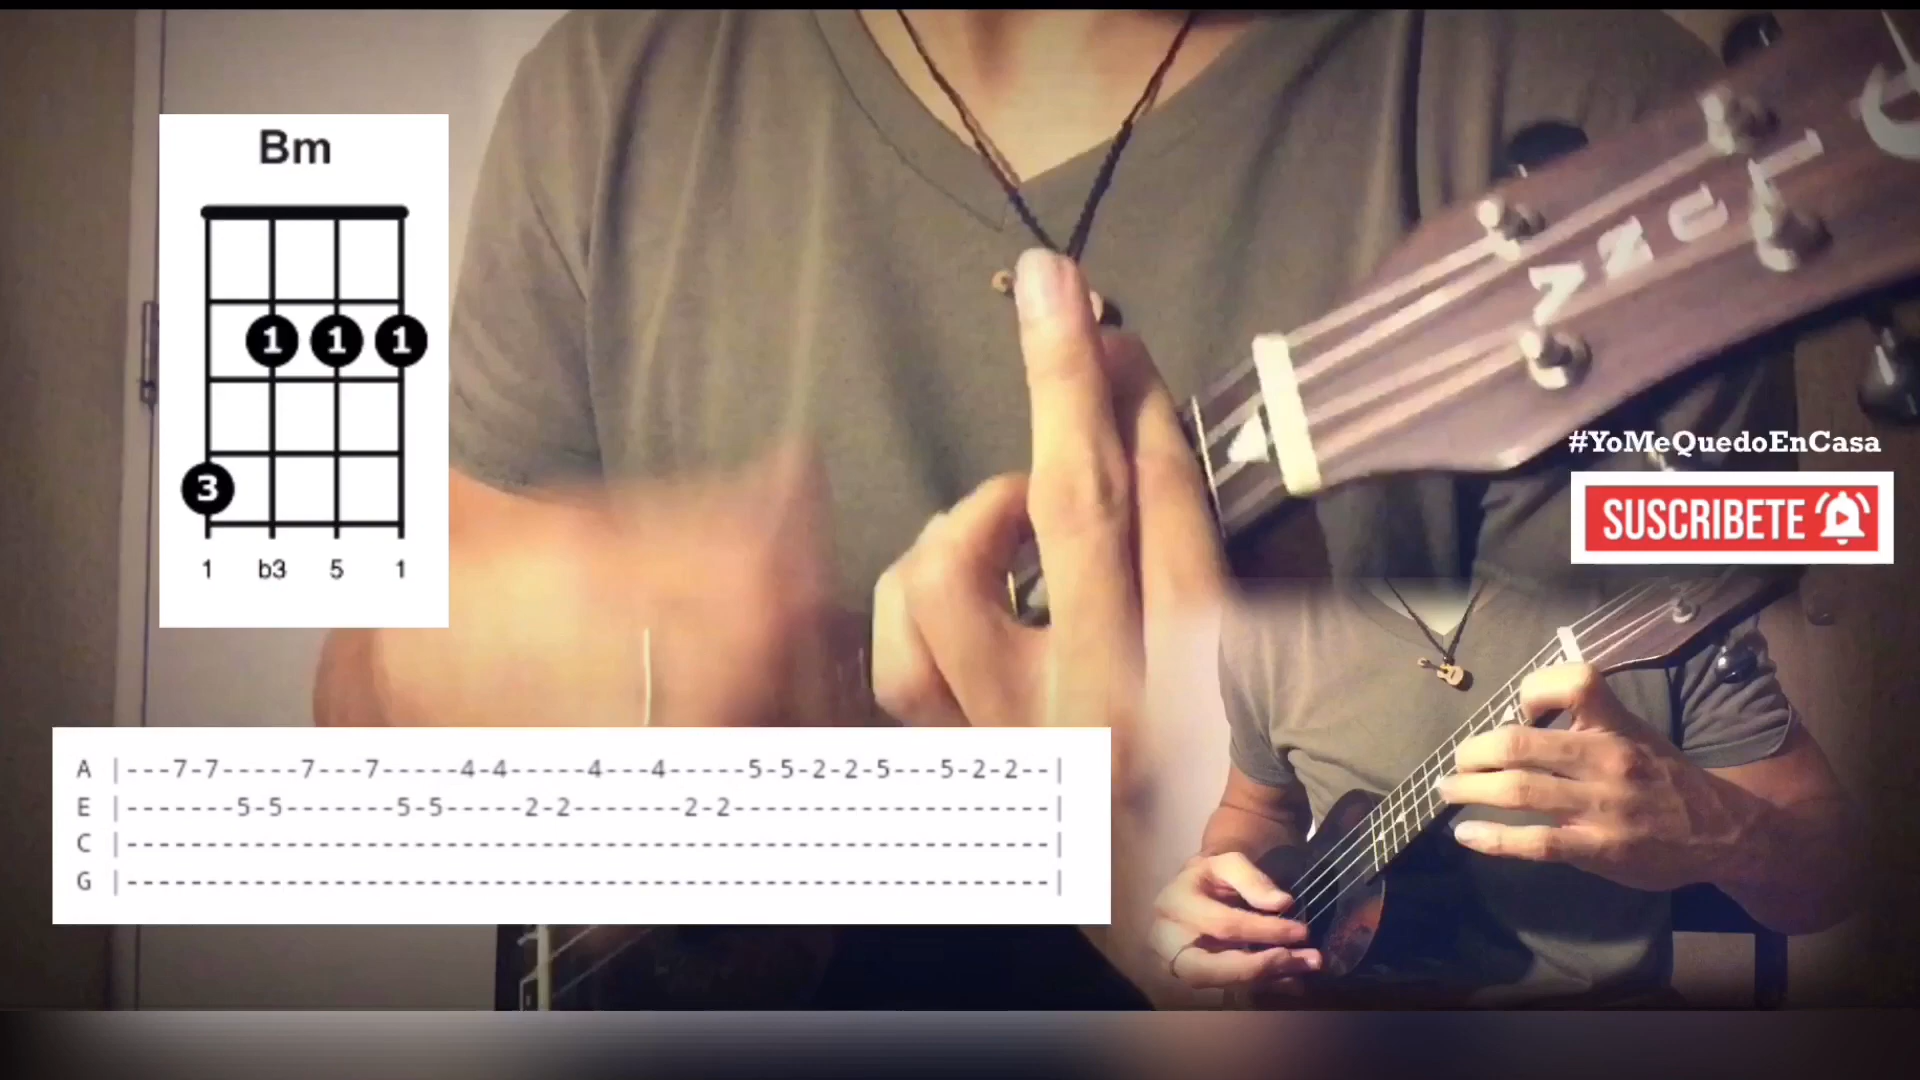 Bm
1 1 1
3
1 b3 5 1
#YoMeQuedoEnCasa
SUSCRIBETE
A |---7-7-----7---7-----4-4-----4---4-----5-5-2-2-5---5-2-2--|
E |-------5-5-------5-5-----2-2-------2-2--------------------|
C |----------------------------------------------------------|
G |----------------------------------------------------------|
LUNA